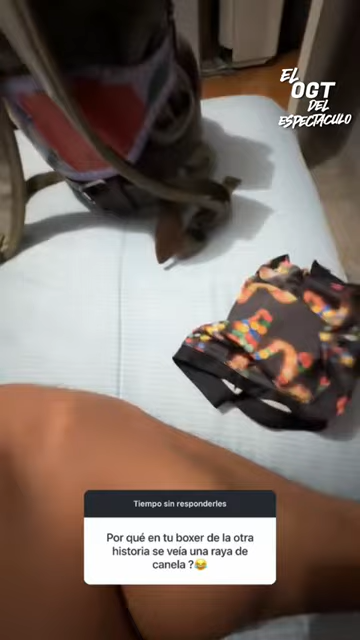 EL
OGT
DEL
ESPECTACULO
Tiempo sin responderles
Por qué en tu boxer de la otra
historia se veía una raya de
canela ?😂